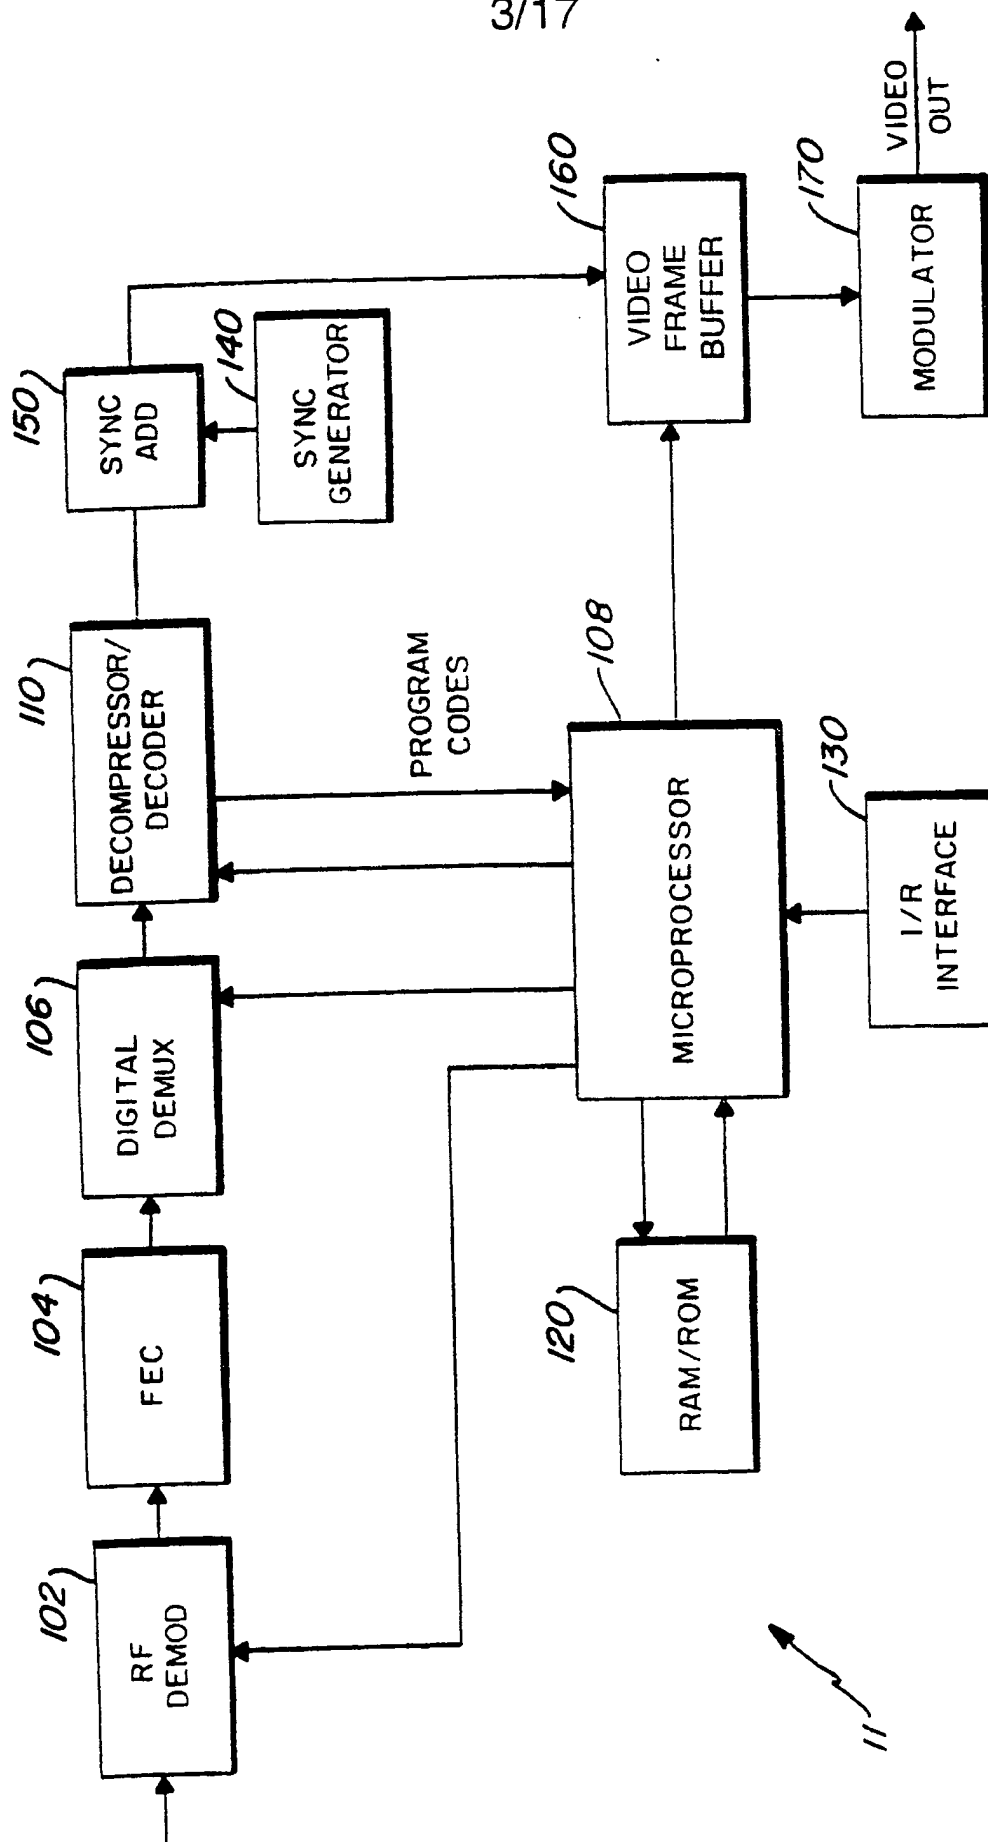 3/17
102
RF
DEMOD
104
FEC
106
DIGITAL
DEMUX
110
DECOMPRESSOR/
DECODER
150
SYNC
ADD
140
SYNC
GENERATOR
PROGRAM
CODES
120
RAM/ROM
108
MICROPROCESSOR
130
I/R
INTERFACE
160
VIDEO
FRAME
BUFFER
170
MODULATOR
VIDEO
OUT
11